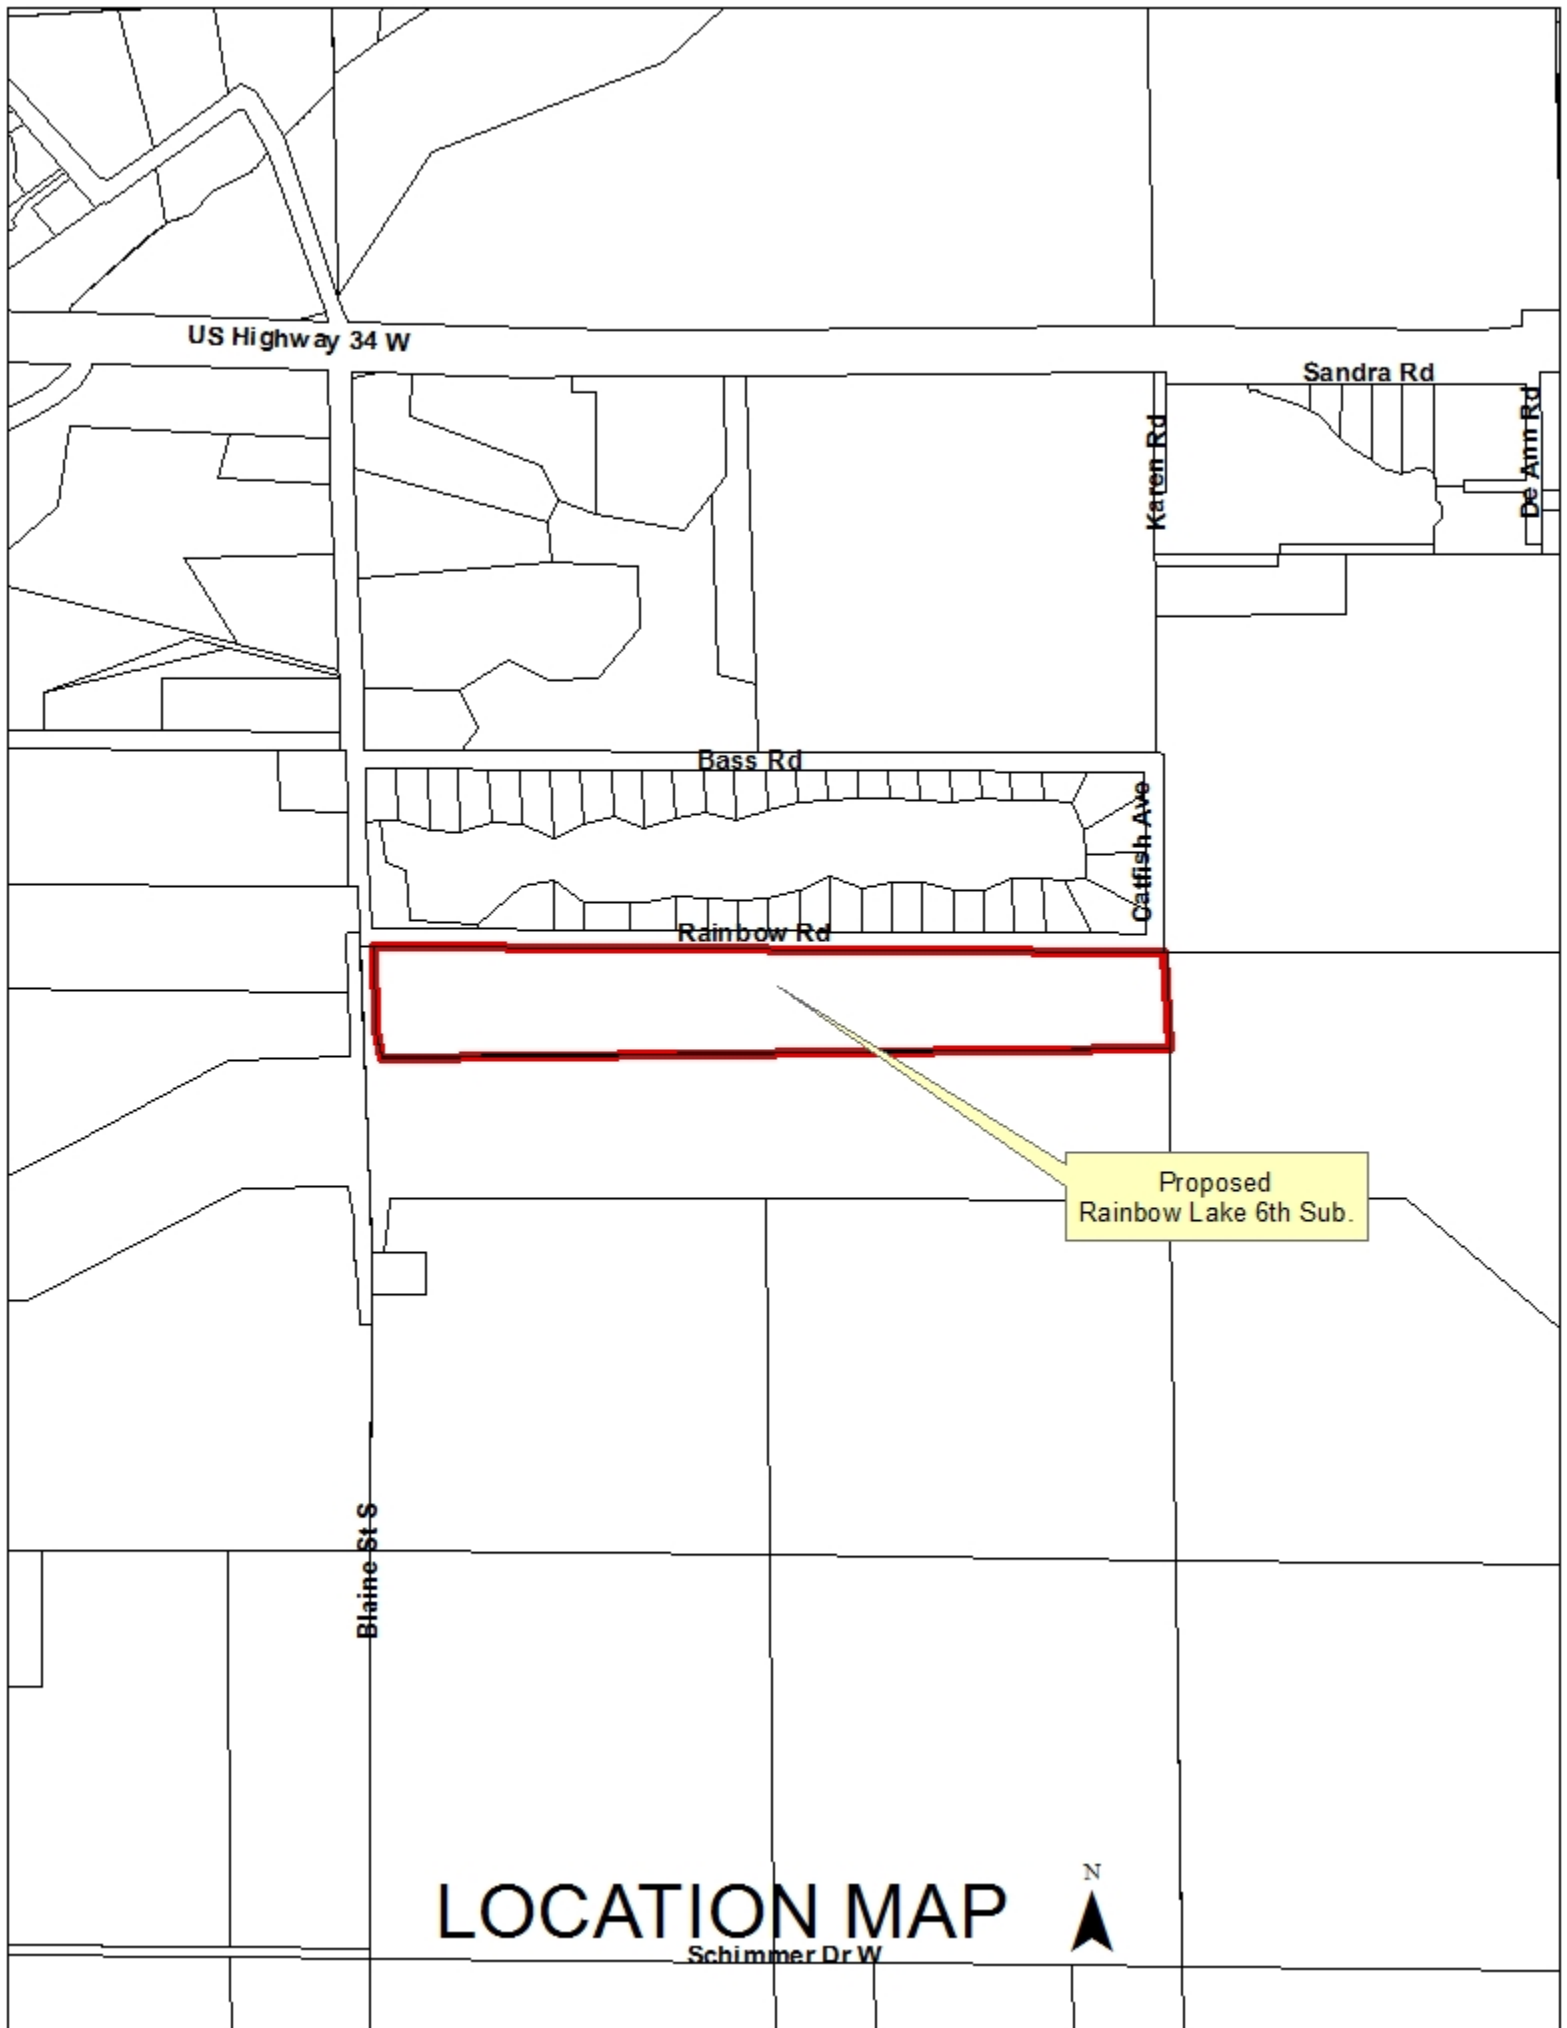 US Highway 34 W
Sandra Rd
Karen Rd
De Ann Rd
Bass Rd
Catfish Ave
Rainbow Rd
Proposed
Rainbow Lake 6th Sub.
Blaine St S
N
LOCATION MAP
Schimmer Dr W